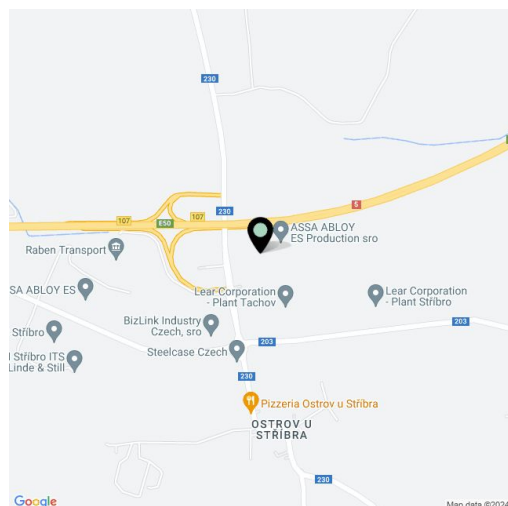 230
5
107
E50
107
230
ASSA ABLOY
ES Production sro
Raben Transport
SA ABLOY ES
Lear Corporation
- Plant Tachov
Lear Corporation
- Plant Stříbro
BizLink Industry
Czech, sro
Stříbro
203
203
Steelcase Czech
Stříbro ITS
Linde & Still
230
Pizzeria Ostrov u Stříbra
OSTROV U
STŘÍBRA
230
Google
Map data ©2024